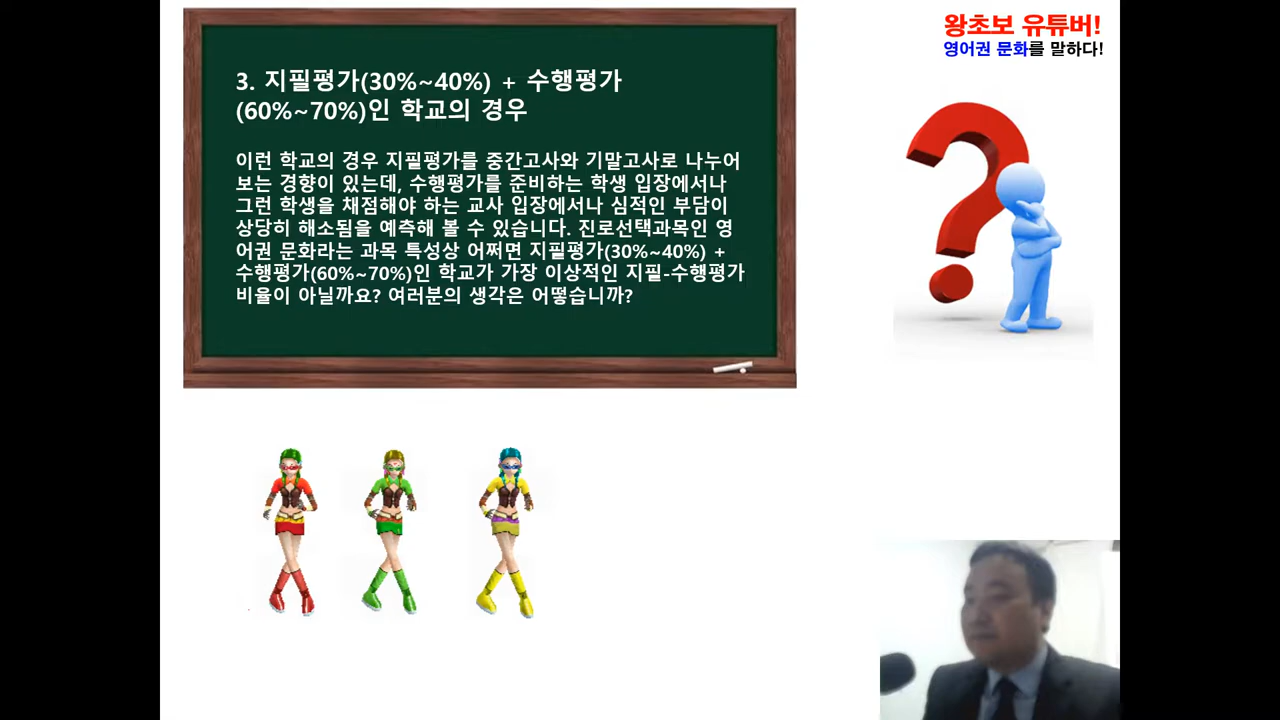 왕초보 유튜버!
영어권 문화를 말하다!
3. 지필평가(30%~40%) + 수행평가
(60%~70%)인 학교의 경우
이런 학교의 경우 지필평가를 중간고사와 기말고사로 나누어
보는 경향이 있는데, 수행평가를 준비하는 학생 입장에서나
그런 학생을 채점해야 하는 교사 입장에서나 심적인 부담이
상당히 해소됨을 예측해 볼 수 있습니다. 진로선택과목인 영
어권 문화라는 과목 특성상 어쩌면 지필평가(30%~40%) +
수행평가(60%~70%)인 학교가 가장 이상적인 지필-수행평가
비율이 아닐까요? 여러분의 생각은 어떻습니까?